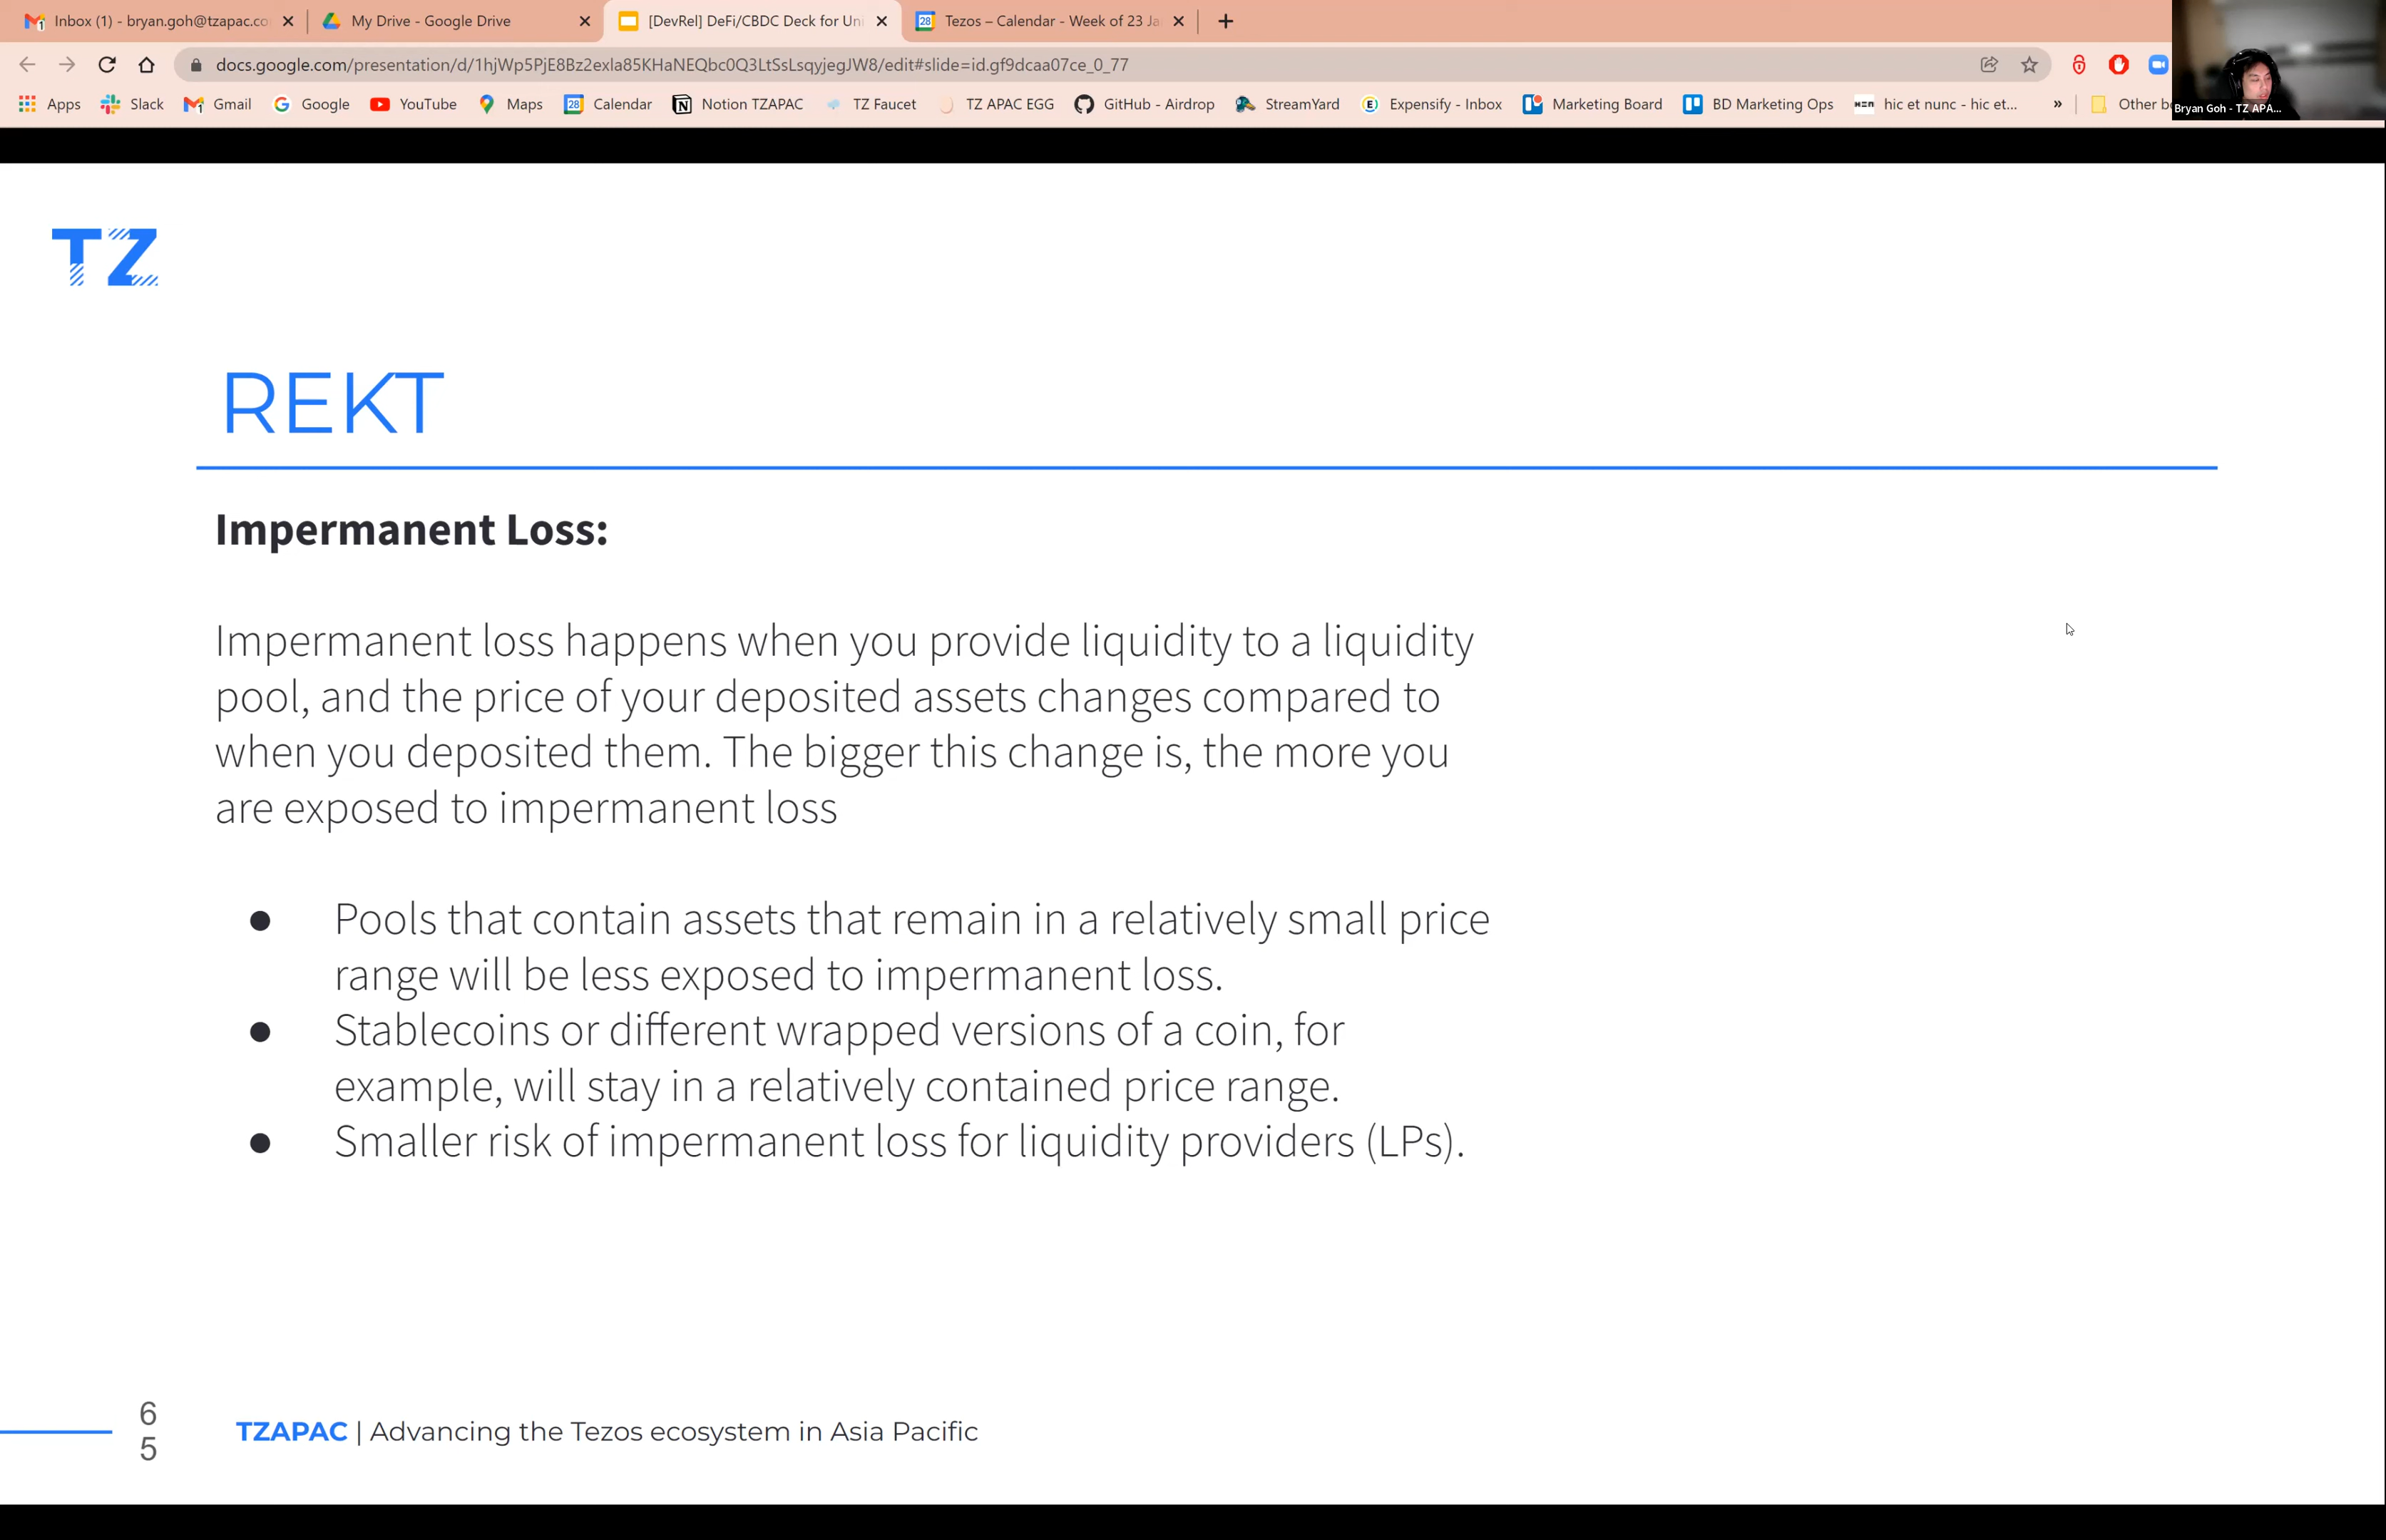 Inbox (1) - bryan.goh@tzapac.co
My Drive - Google Drive
[DevRel] DeFi/CBDC Deck for Un
Tezos – Calendar - Week of 23 Ja
docs.google.com/presentation/d/1hjWp5PjE8Bz2exla85KHaNEQbc0Q3LtSsLsqyjegJW8/edit#slide=id.gf9dcaa07ce_0_77
Apps Slack Gmail Google YouTube Maps Calendar Notion TZAPAC TZ Faucet TZ APAC EGG GitHub - Airdrop StreamYard Expensify - Inbox Marketing Board BD Marketing Ops hic et nunc - hic et... » Other b
Bryan Goh - TZ APA...
TZ
REKT
Impermanent Loss:
Impermanent loss happens when you provide liquidity to a liquidity
pool, and the price of your deposited assets changes compared to
when you deposited them. The bigger this change is, the more you
are exposed to impermanent loss
● Pools that contain assets that remain in a relatively small price
range will be less exposed to impermanent loss.
● Stablecoins or different wrapped versions of a coin, for
example, will stay in a relatively contained price range.
● Smaller risk of impermanent loss for liquidity providers (LPs).
6
5
TZAPAC | Advancing the Tezos ecosystem in Asia Pacific